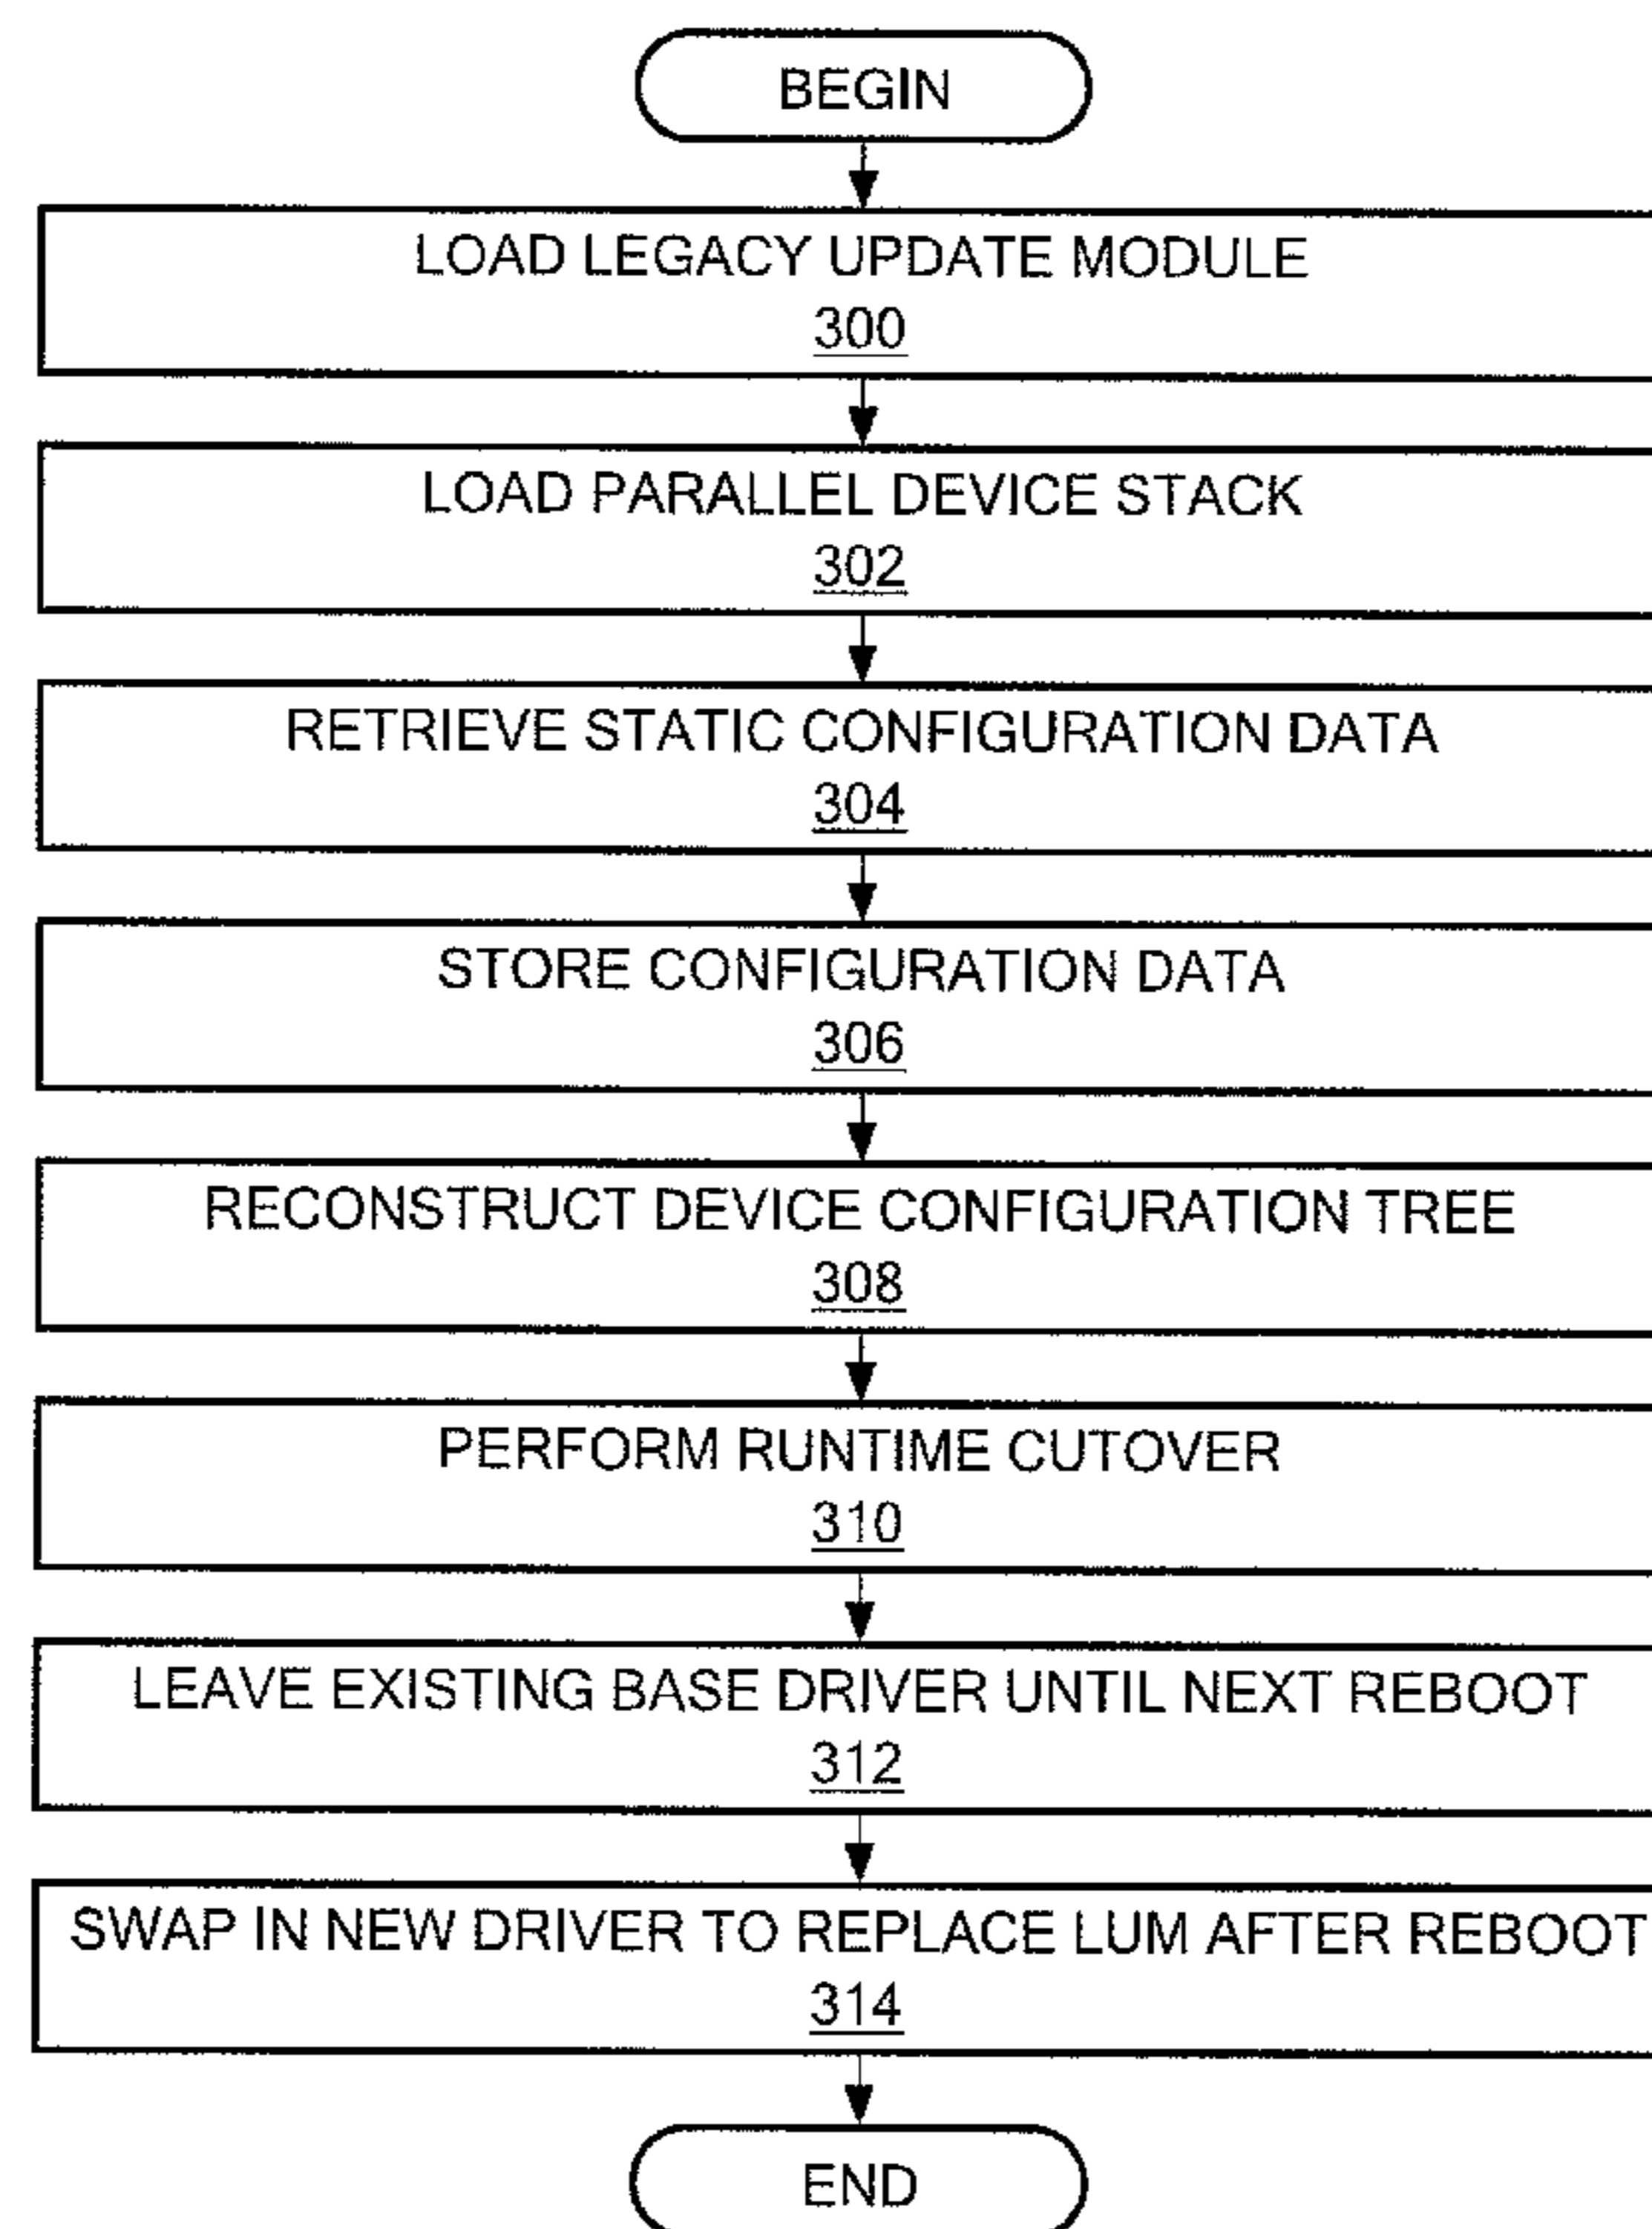 BEGIN
LOAD LEGACY UPDATE MODULE
300
LOAD PARALLEL DEVICE STACK
302
RETRIEVE STATIC CONFIGURATION DATA
304
STORE CONFIGURATION DATA
306
RECONSTRUCT DEVICE CONFIGURATION TREE
308
PERFORM RUNTIME CUTOVER
310
LEAVE EXISTING BASE DRIVER UNTIL NEXT REBOOT
312
SWAP IN NEW DRIVER TO REPLACE LUM AFTER REBOOT
314
END